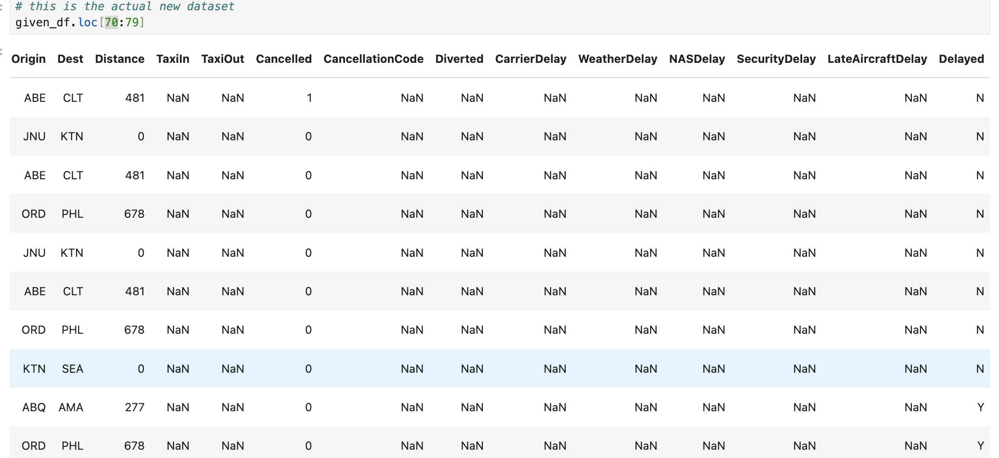 # this is the actual new dataset
given_df.loc[70:79]
Origin Dest Distance TaxiIn TaxiOut Cancelled CancellationCode Diverted CarrierDelay WeatherDelay NASDelay SecurityDelay LateAircraftDelay Delayed
ABE CLT 481 NaN NaN 1 NaN NaN NaN NaN NaN NaN NaN N
JNU KTN 0 NaN NaN 0 NaN NaN NaN NaN NaN NaN NaN N
ABE CLT 481 NaN NaN 0 NaN NaN NaN NaN NaN NaN NaN N
ORD PHL 678 NaN NaN 0 NaN NaN NaN NaN NaN NaN NaN N
JNU KTN 0 NaN NaN 0 NaN NaN NaN NaN NaN NaN NaN N
ABE CLT 481 NaN NaN 0 NaN NaN NaN NaN NaN NaN NaN N
ORD PHL 678 NaN NaN 0 NaN NaN NaN NaN NaN NaN NaN N
KTN SEA 0 NaN NaN 0 NaN NaN NaN NaN NaN NaN NaN N
ABQ AMA 277 NaN NaN 0 NaN NaN NaN NaN NaN NaN NaN Y
ORD PHL 678 NaN NaN 0 NaN NaN NaN NaN NaN NaN NaN Y